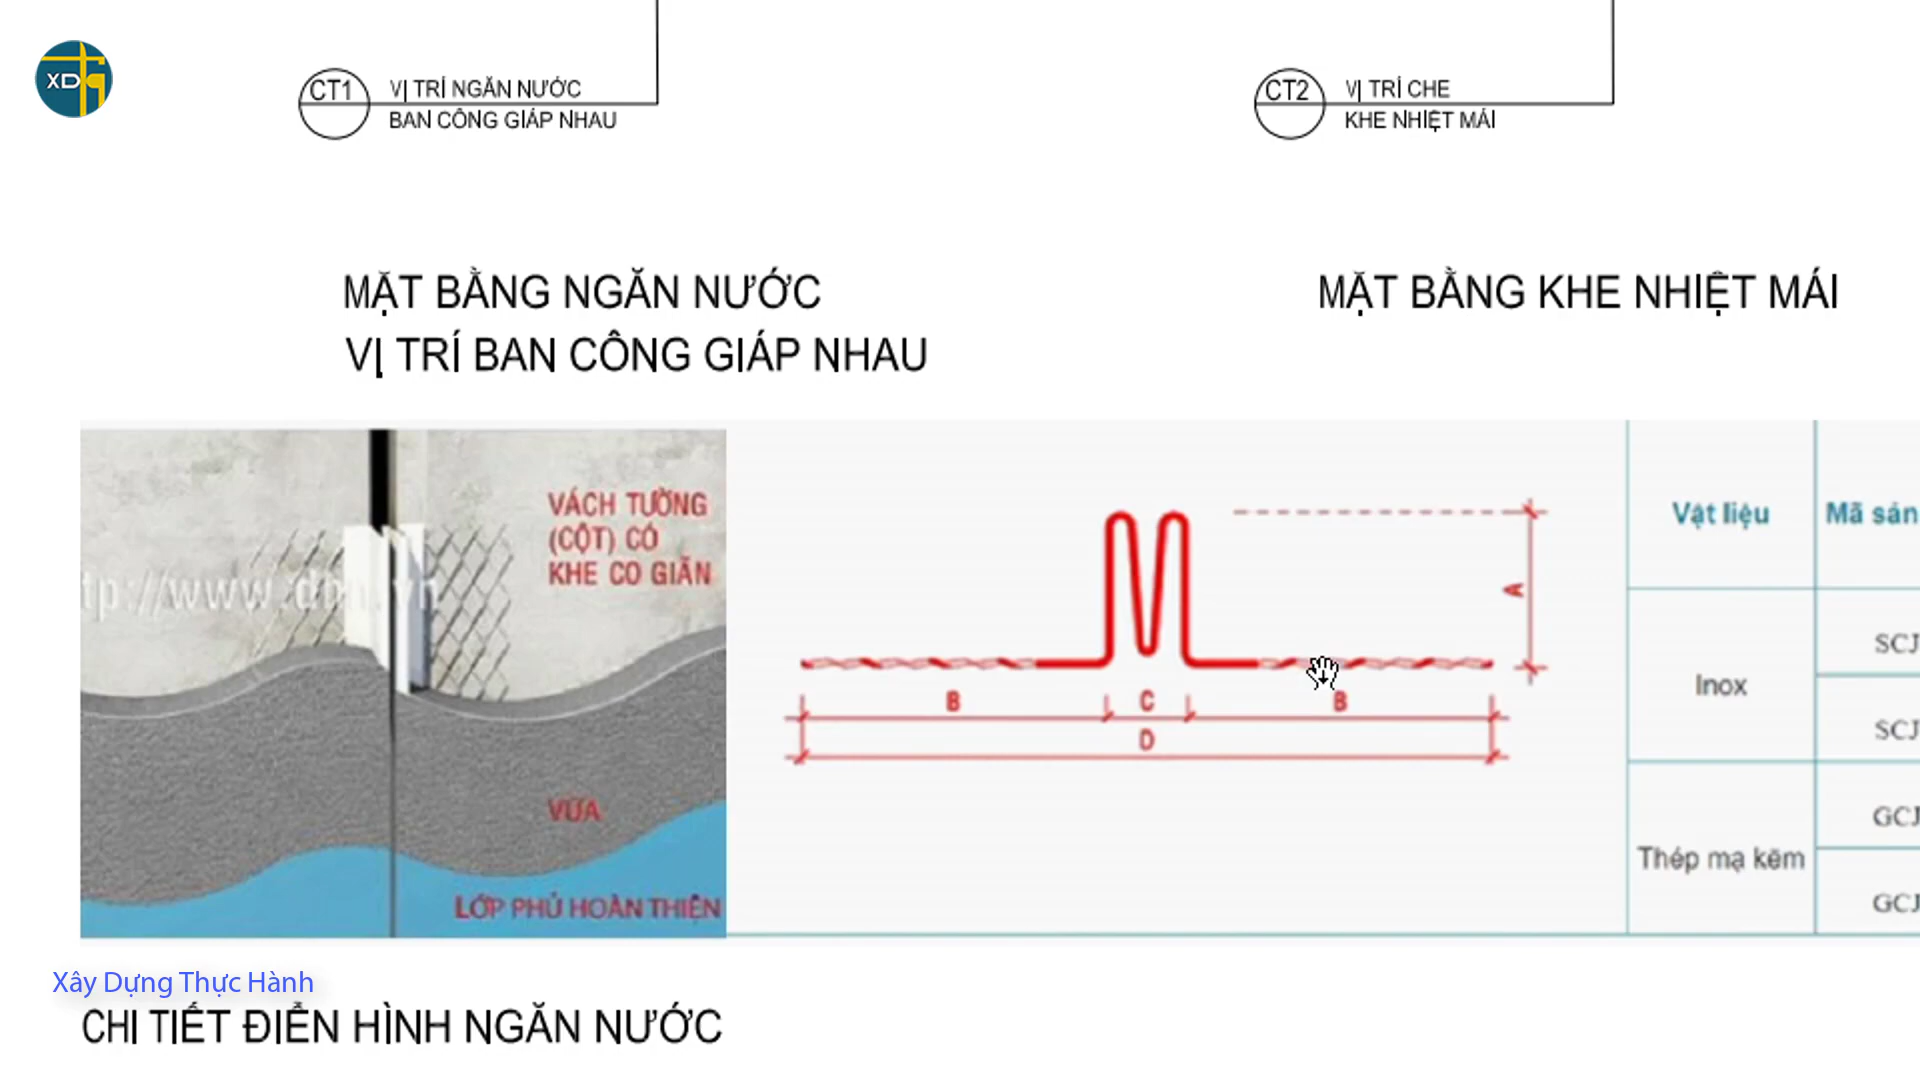 XD
CT1
VỊ TRÍ NGĂN NƯỚC
BAN CÔNG GIÁP NHAU
CT2
VỊ TRÍ CHE
KHE NHIỆT MÁI
MẶT BẰNG NGĂN NƯỚC
VỊ TRÍ BAN CÔNG GIÁP NHAU
MẶT BẰNG KHE NHIỆT MÁI
VÁCH TƯỜNG
(CỘT) CÓ
KHE CO GIÃN
VỮA
LỚP PHỦ HOÀN THIỆN
A
B
C
B
D
Vật liệu
Mã sản
Inox
SCJ
SCJ
Thép mạ kẽm
GCJ
GCJ
Xây Dựng Thực Hành
CHI TIẾT ĐIỂN HÌNH NGĂN NƯỚC